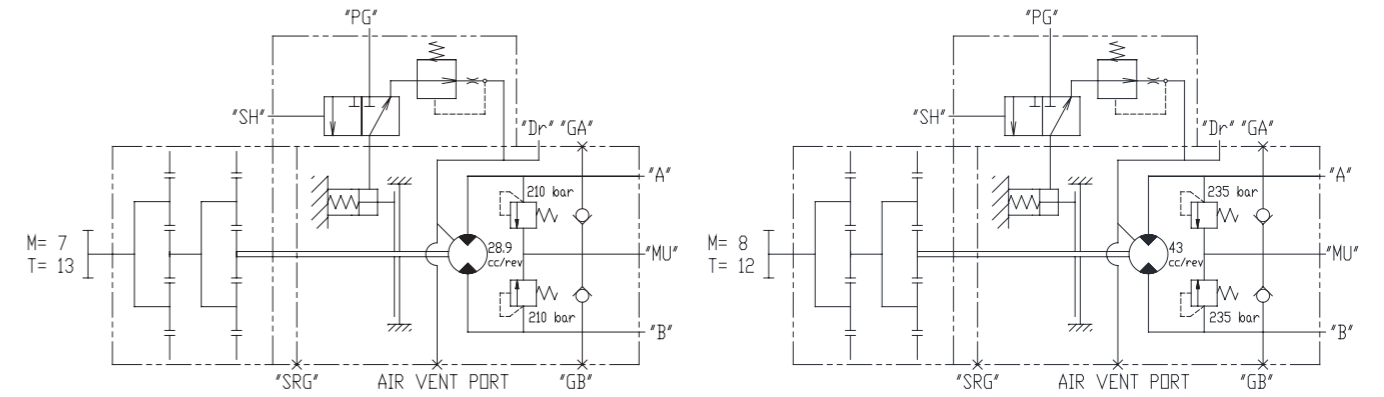 "PG"
"SH"
"Dr" "GA"
"A"
210 bar
M= 7
T= 13
28.9
cc/rev
"MU"
210 bar
"B"
"SRG" AIR VENT PORT "GB"
"PG"
"SH"
"Dr" "GA"
"A"
235 bar
M= 8
T= 12
43
cc/rev
"MU"
235 bar
"B"
"SRG" AIR VENT PORT "GB"